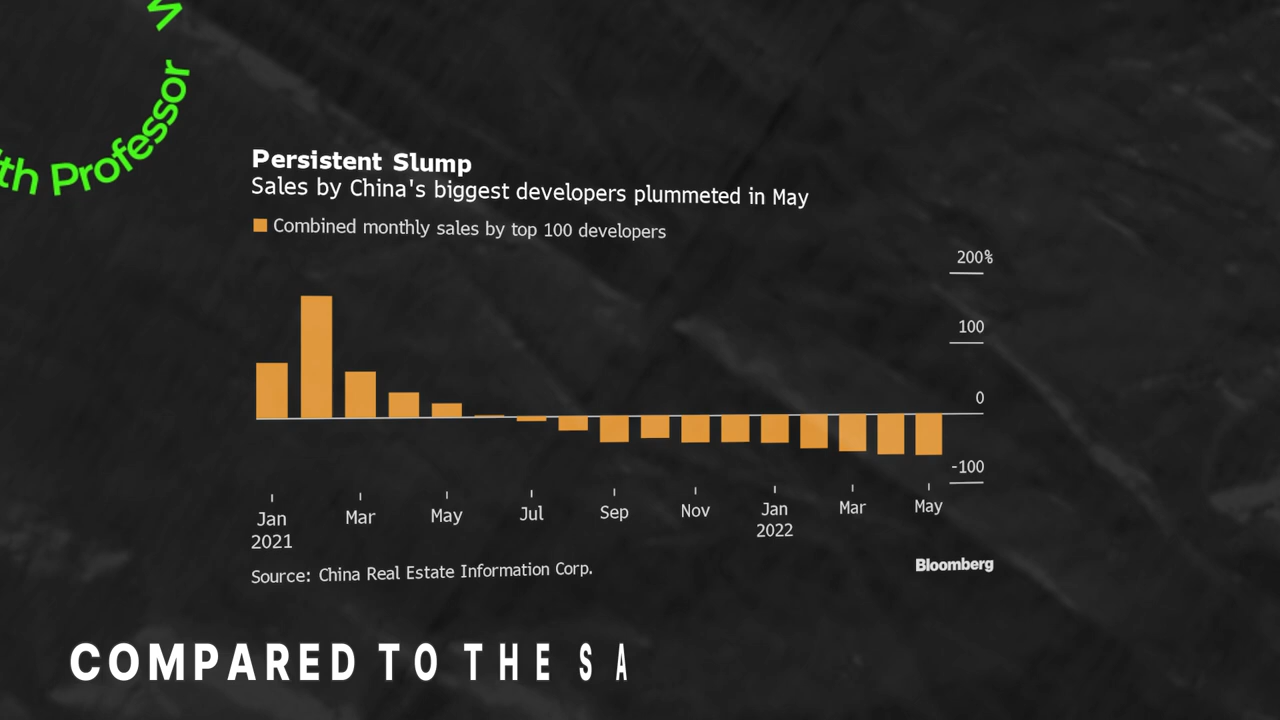 th Professor
Persistent Slump
Sales by China's biggest developers plummeted in May
Combined monthly sales by top 100 developers
200%
100
0
-100
Jan Mar May Jul Sep Nov Jan Mar May
2021 2022
Source: China Real Estate Information Corp.
Bloomberg
COMPARED TO THE SA